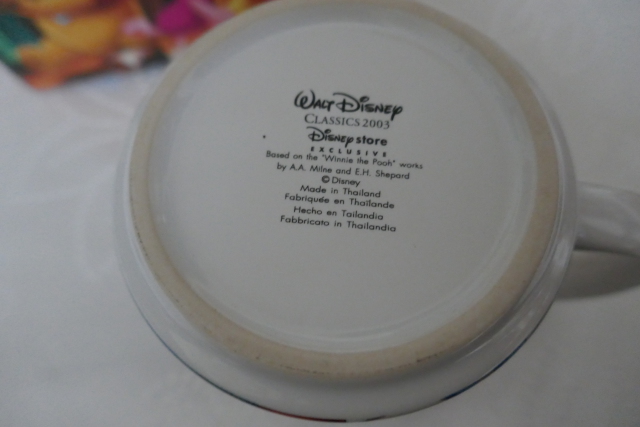 WALT DISNEY
CLASSICS 2003
Disney store
EXCLUSIVE
Based on the "Winnie the Pooh" works
by A.A. Milne and E.H. Shepard
© Disney
Made in Thailand
Fabriquée en Thaïlande
Hecho en Tailandia
Fabbricato in Thailandia